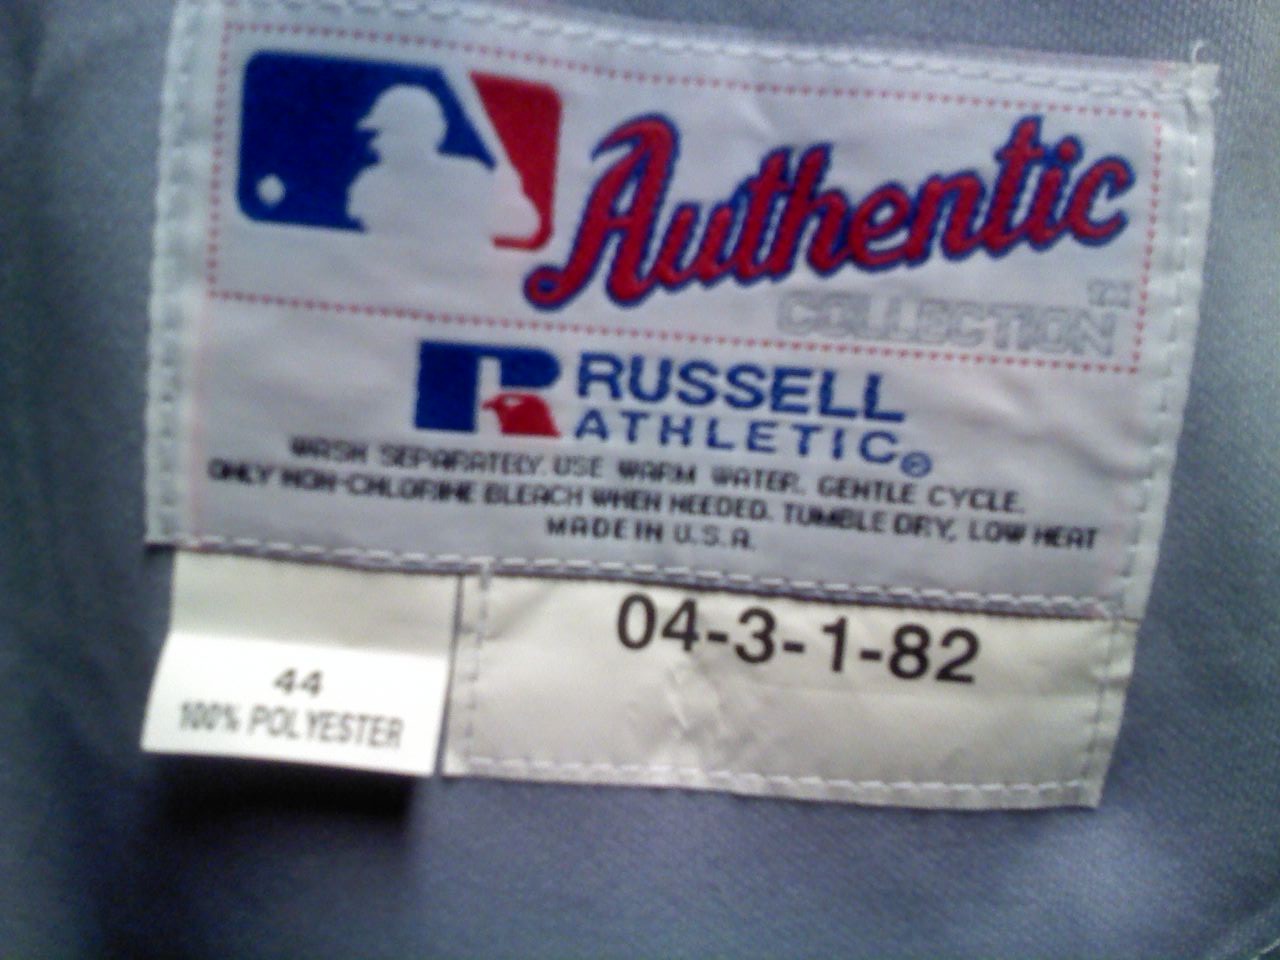 Authentic
COLLECTION™
RUSSELL
ATHLETIC®
WASH SEPARATELY. USE WARM WATER. GENTLE CYCLE.
ONLY NON-CHLORINE BLEACH WHEN NEEDED. TUMBLE DRY, LOW HEAT
MADE IN U.S.A.
04-3-1-82
44
100% POLYESTER